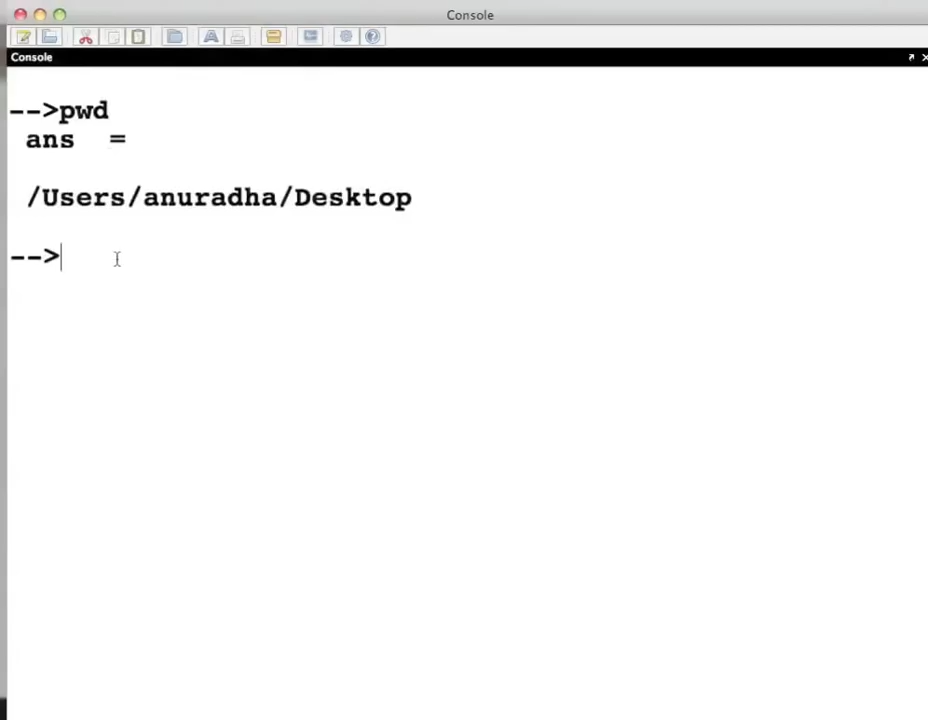 Console
Console
-->pwd
ans =
/Users/anuradha/Desktop
-->